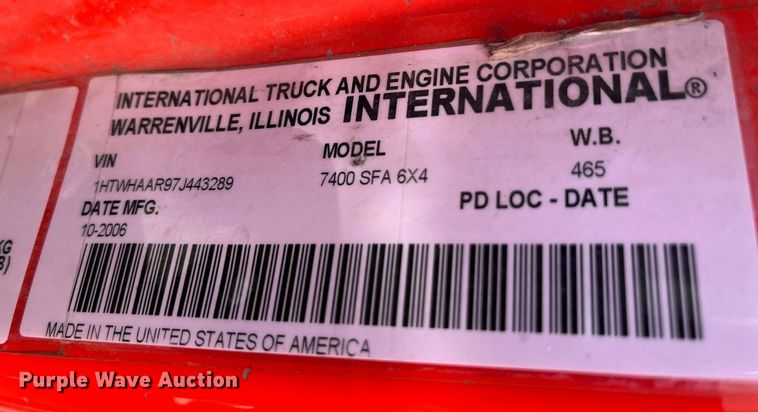 INTERNATIONAL TRUCK AND ENGINE CORPORATION
WARRENVILLE, ILLINOIS INTERNATIONAL®
VIN MODEL W.B.
1HTWHAAR97J443289 7400 SFA 6X4 465
DATE MFG. PD LOC - DATE
10-2006
KG
B)
MADE IN THE UNITED STATES OF AMERICA
Purple Wave Auction